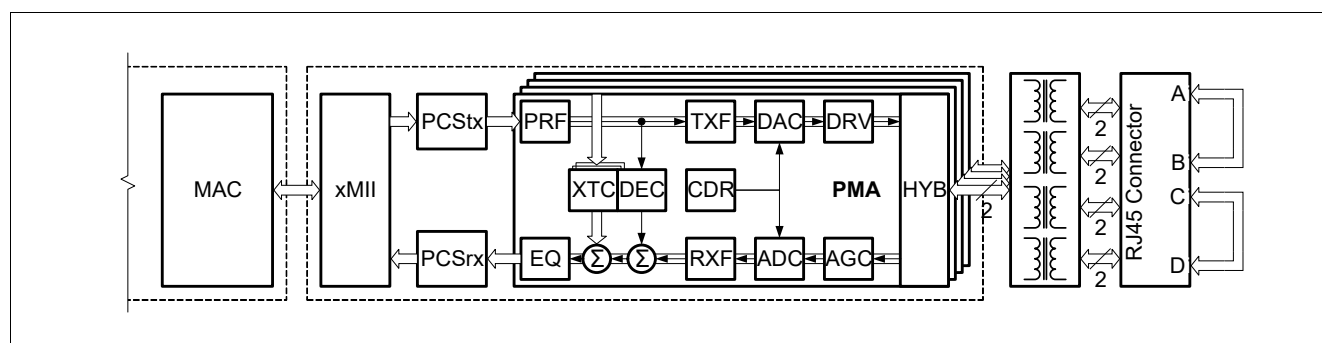 MAC
xMII
PCStx
PCSrx
PRF
TXF
DAC
DRV
XTC
DEC
CDR
PMA
HYB
EQ
Σ
Σ
RXF
ADC
AGC
2
2
2
2
2
RJ45 Connector
A
B
C
D